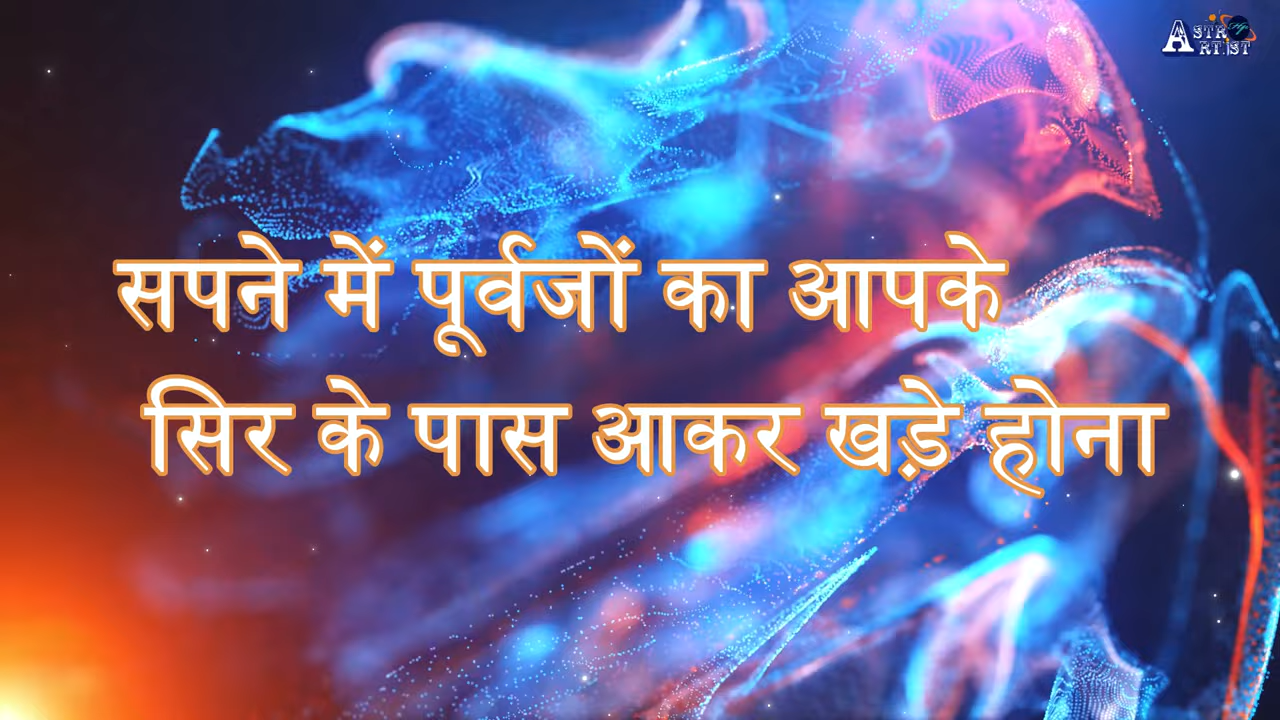 ASTRO
ARTIST
सपने में पूर्वजों का आपके
सिर के पास आकर खड़े होना